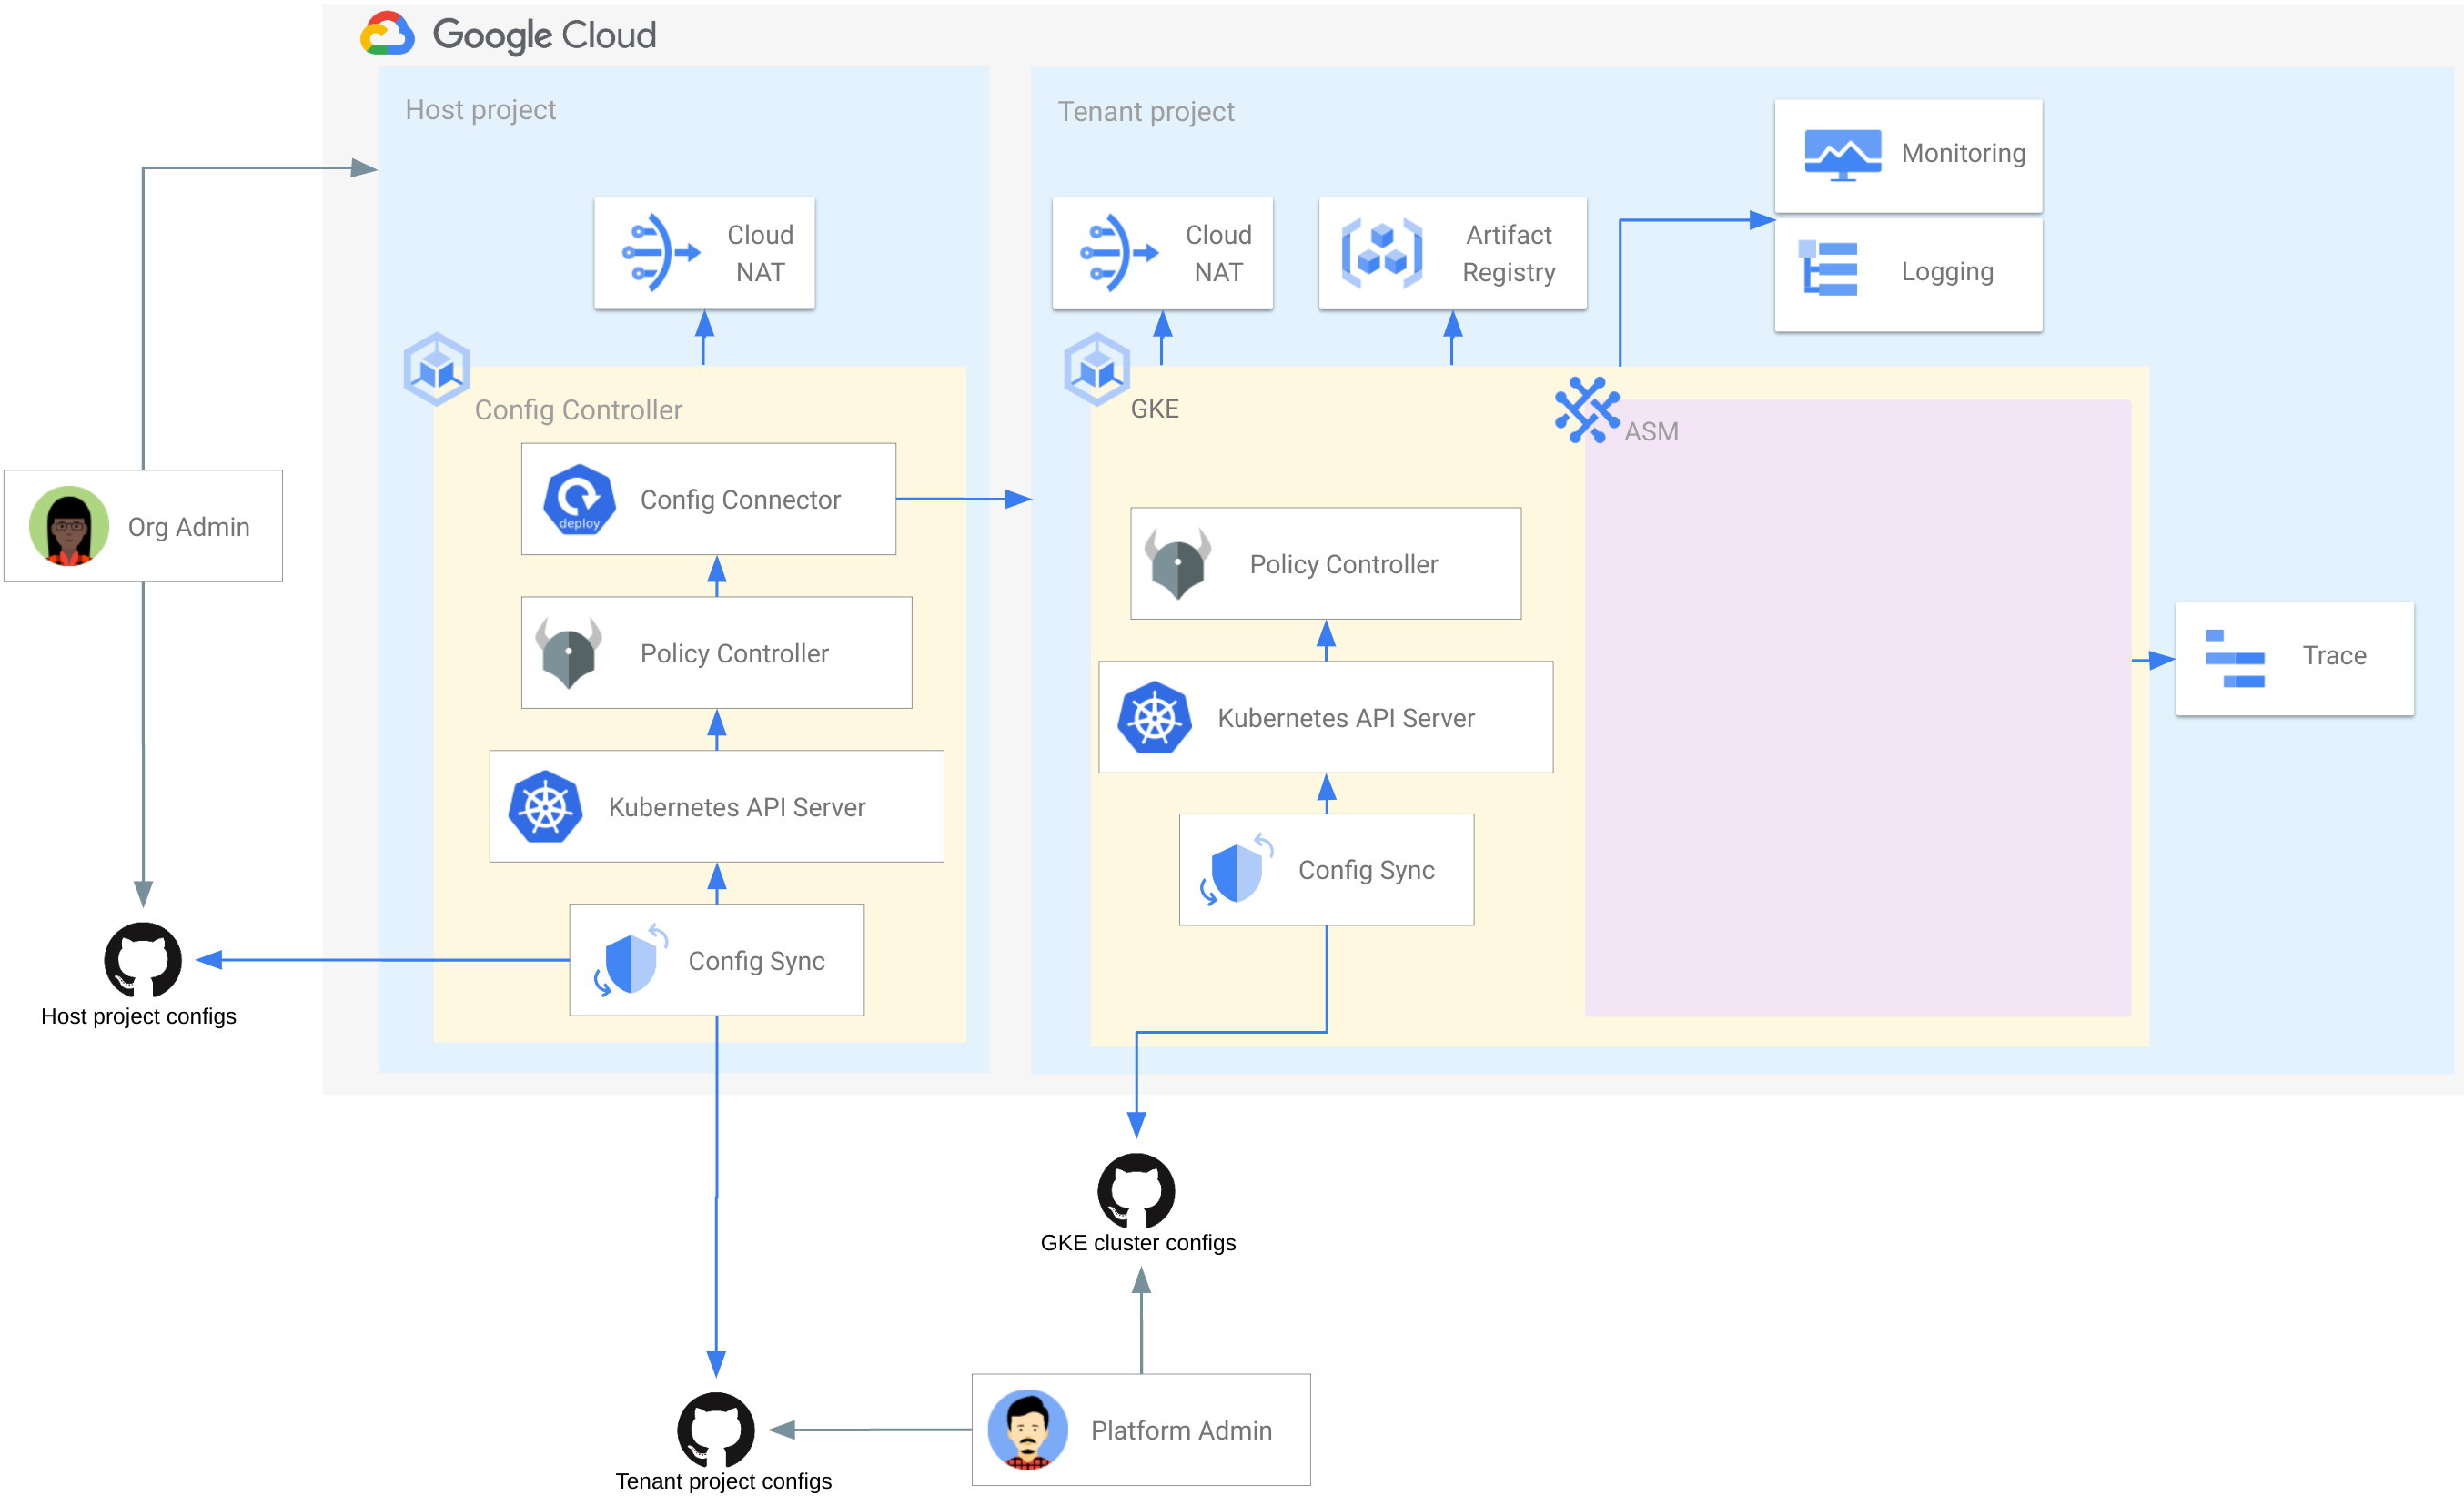 Google Cloud
Host project
Tenant project
Monitoring
Logging
Cloud
NAT
Cloud
NAT
Artifact
Registry
Config Controller
GKE
ASM
Config Connector
deploy
Org Admin
Policy Controller
Policy Controller
Trace
Kubernetes API Server
Kubernetes API Server
Config Sync
Config Sync
Host project configs
GKE cluster configs
Platform Admin
Tenant project configs